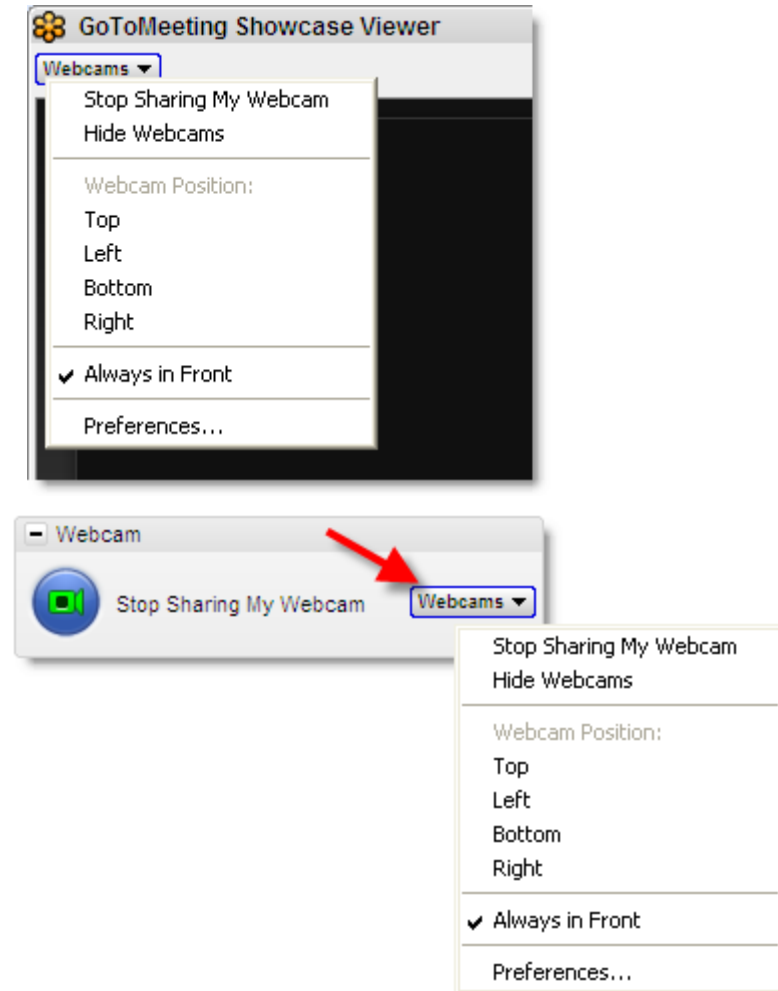 GoToMeeting Showcase Viewer
Webcams
Stop Sharing My Webcam
Hide Webcams
Webcam Position:
Top
Left
Bottom
Right
Always in Front
Preferences...
Webcam
Stop Sharing My Webcam Webcams
Stop Sharing My Webcam
Hide Webcams
Webcam Position:
Top
Left
Bottom
Right
Always in Front
Preferences...